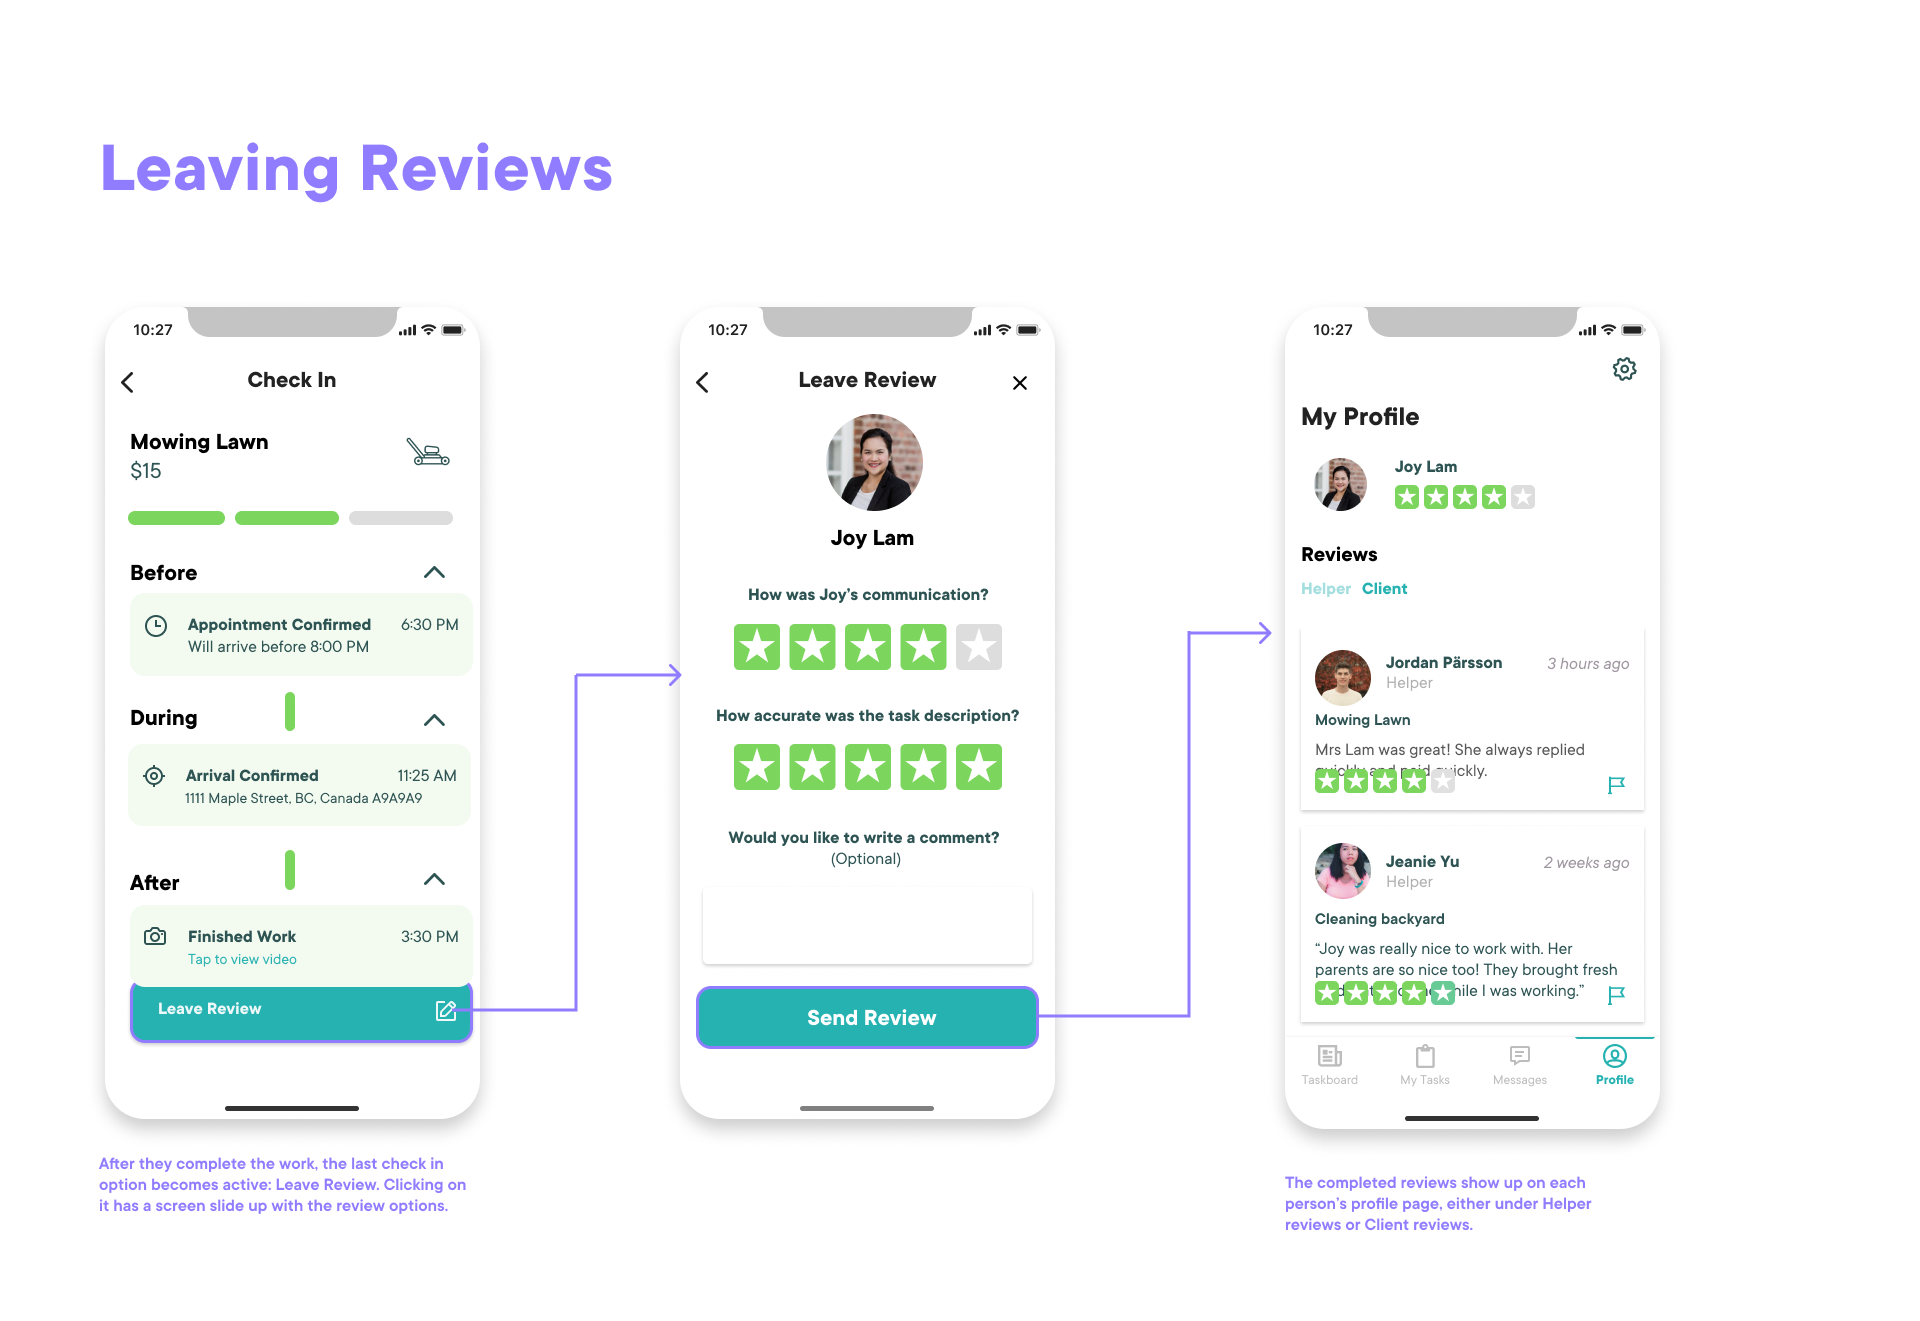 Leaving Reviews
10:27
Check In
Mowing Lawn
$15
Before
Appointment Confirmed 6:30 PM
Will arrive before 8:00 PM
During
Arrival Confirmed 11:25 AM
1111 Maple Street, BC, Canada A9A9A9
After
Finished Work 3:30 PM
Tap to view video
Leave Review
After they complete the work, the last check in
option becomes active: Leave Review. Clicking on
it has a screen slide up with the review options.
10:27
Leave Review
Joy Lam
How was Joy's communication?
How accurate was the task description?
Would you like to write a comment?
(Optional)
Send Review
10:27
My Profile
Joy Lam
Reviews
Helper Client
Jordan Pärsson 3 hours ago
Helper
Mowing Lawn
Mrs Lam was great! She always replied
quickly and paid quickly.
Jeanie Yu 2 weeks ago
Helper
Cleaning backyard
“Joy was really nice to work with. Her
parents are so nice too! They brought fresh
while I was working.”
Taskboard My Tasks Messages Profile
The completed reviews show up on each
person's profile page, either under Helper
reviews or Client reviews.